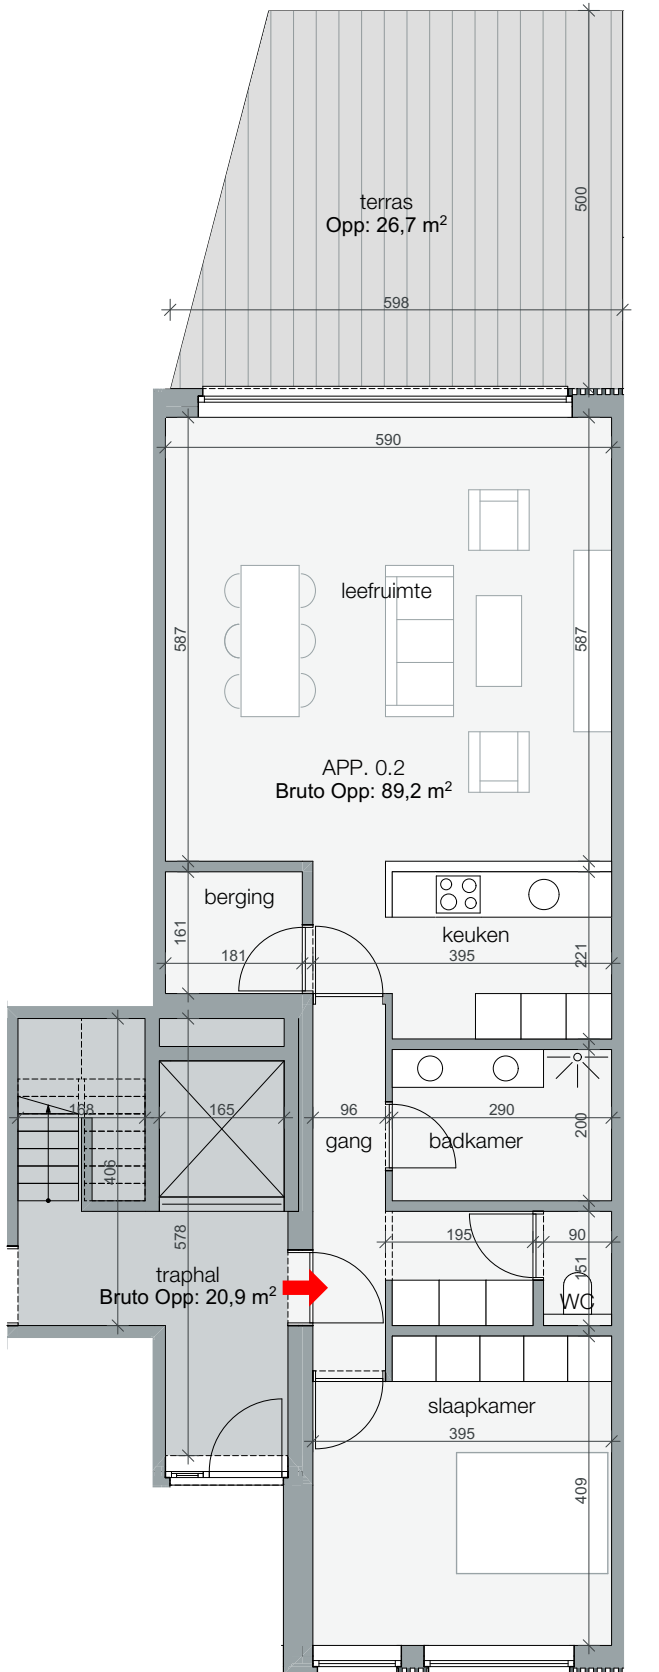 500
terras
Opp: 26,7 m²
598
590
leefruimte
587
587
APP. 0.2
Bruto Opp: 89,2 m²
berging
161
181
keuken
395
221
168
165
96
290
200
gang
badkamer
406
578
195
90
151
traphal
Bruto Opp: 20,9 m²
WC
slaapkamer
395
409